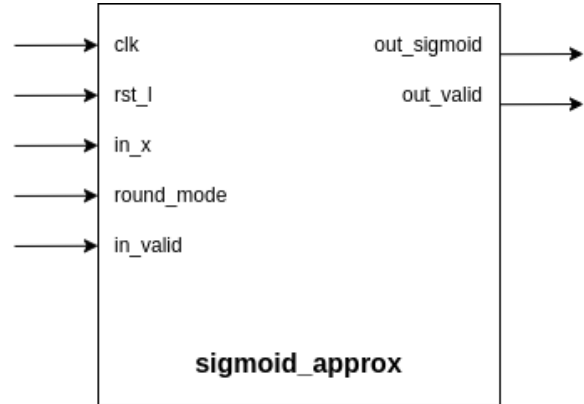 clk
out_sigmoid
rst_l
out_valid
in_x
round_mode
in_valid
sigmoid_approx